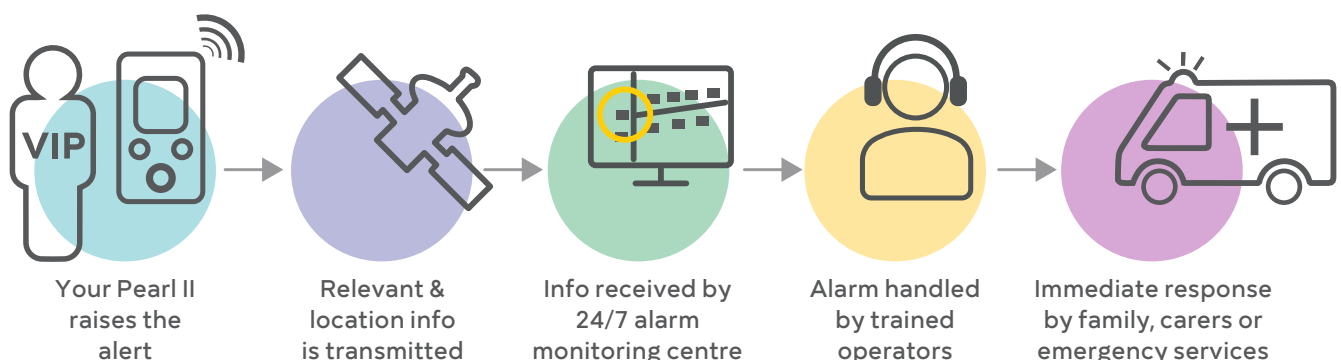 VIP
Your Pearl II
raises the
alert
Relevant &
location info
is transmitted
Info received by
24/7 alarm
monitoring centre
Alarm handled
by trained
operators
Immediate response
by family, carers or
emergency services